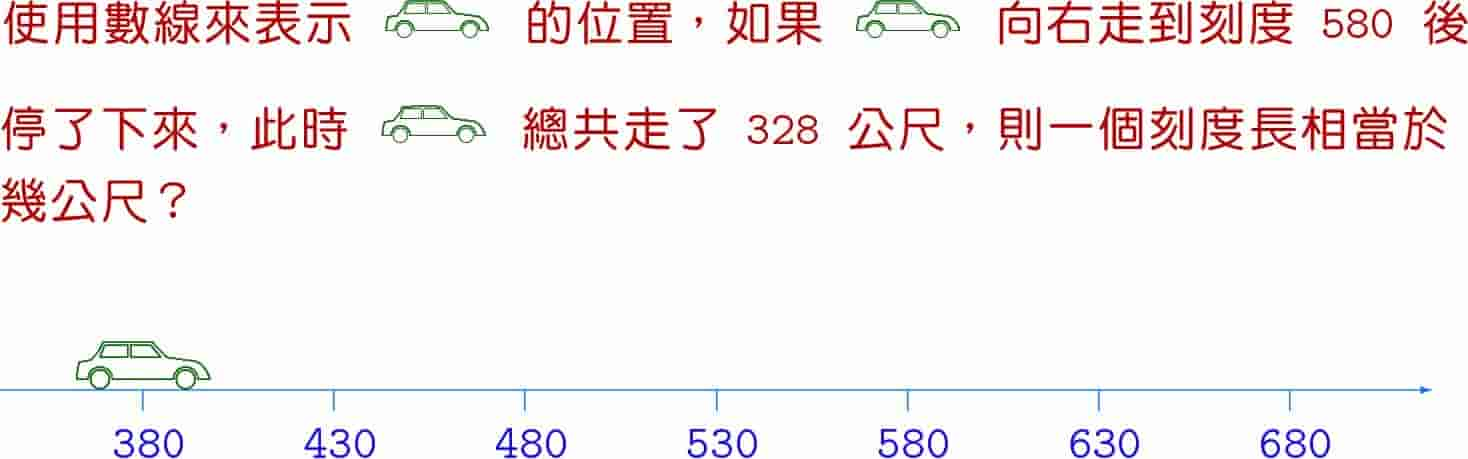 使用數線來表示 的位置，如果 向右走到刻度 580 後
停了下來，此時 總共走了 328 公尺，則一個刻度長相當於
幾公尺？
380 430 480 530 580 630 680